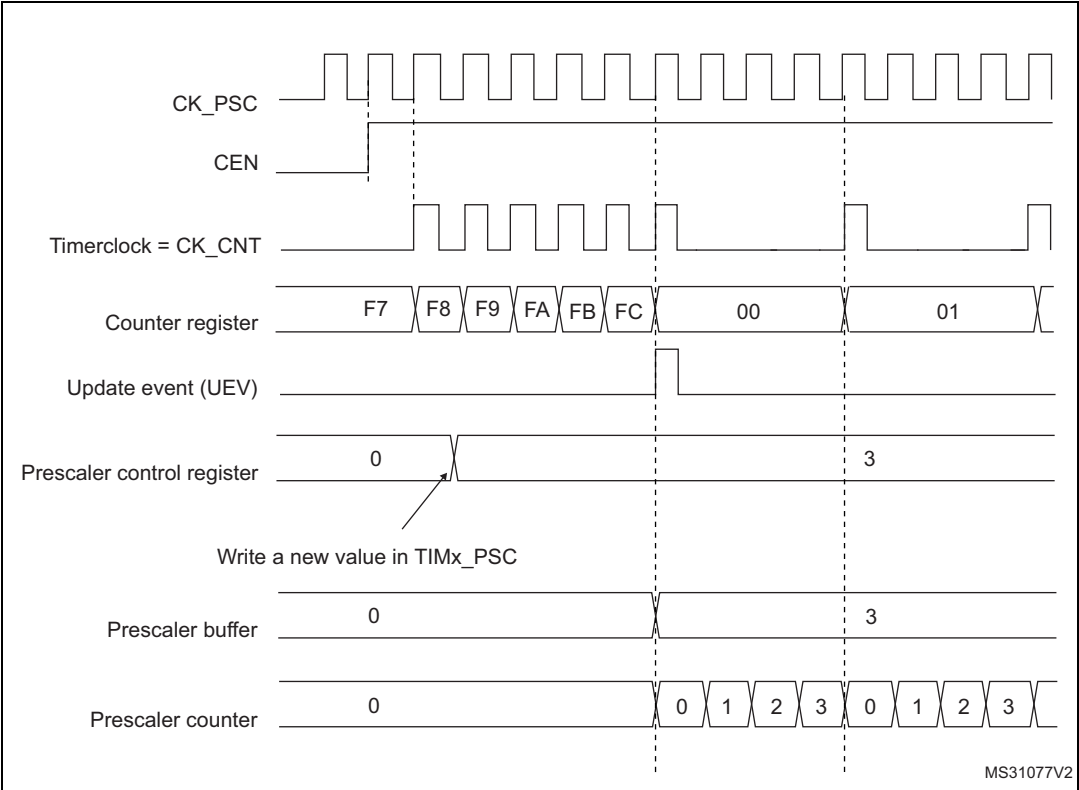 CK_PSC
CEN
Timerclock = CK_CNT
Counter register F7 F8 F9 FA FB FC 00 01
Update event (UEV)
Prescaler control register 0 3
Write a new value in TIMx_PSC
Prescaler buffer 0 3
Prescaler counter 0 0 1 2 3 0 1 2 3
MS31077V2